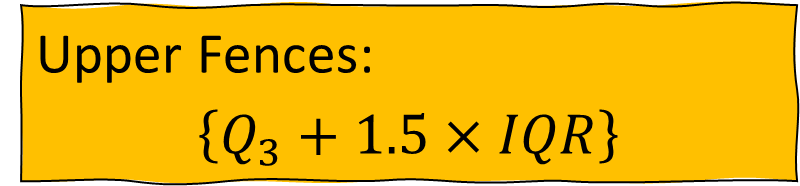 Upper Fences:
{Q₃ + 1.5 × IQR}